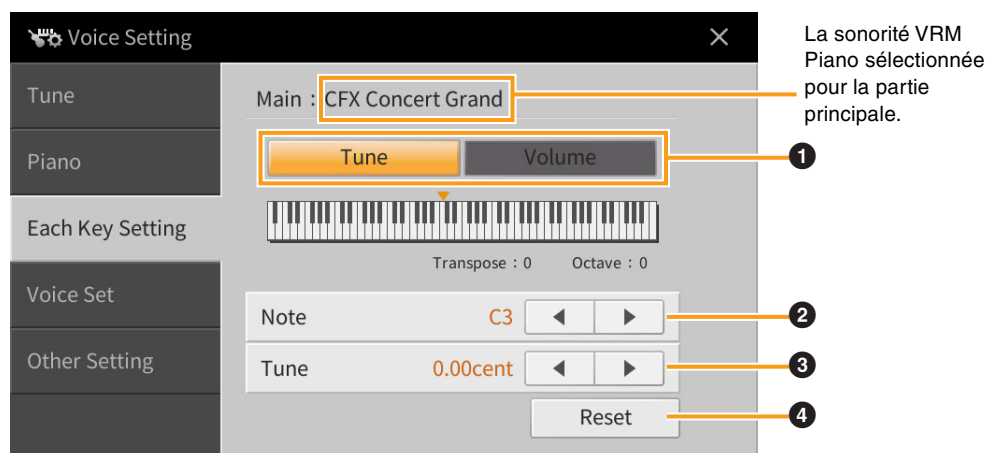 Voice Setting
La sonorité VRM
Piano sélectionnée
pour la partie
principale.
Tune
Piano
Each Key Setting
Voice Set
Other Setting
Main : CFX Concert Grand
Tune Volume
1
Transpose : 0 Octave : 0
Note C3
2
Tune 0.00cent
3
Reset
4